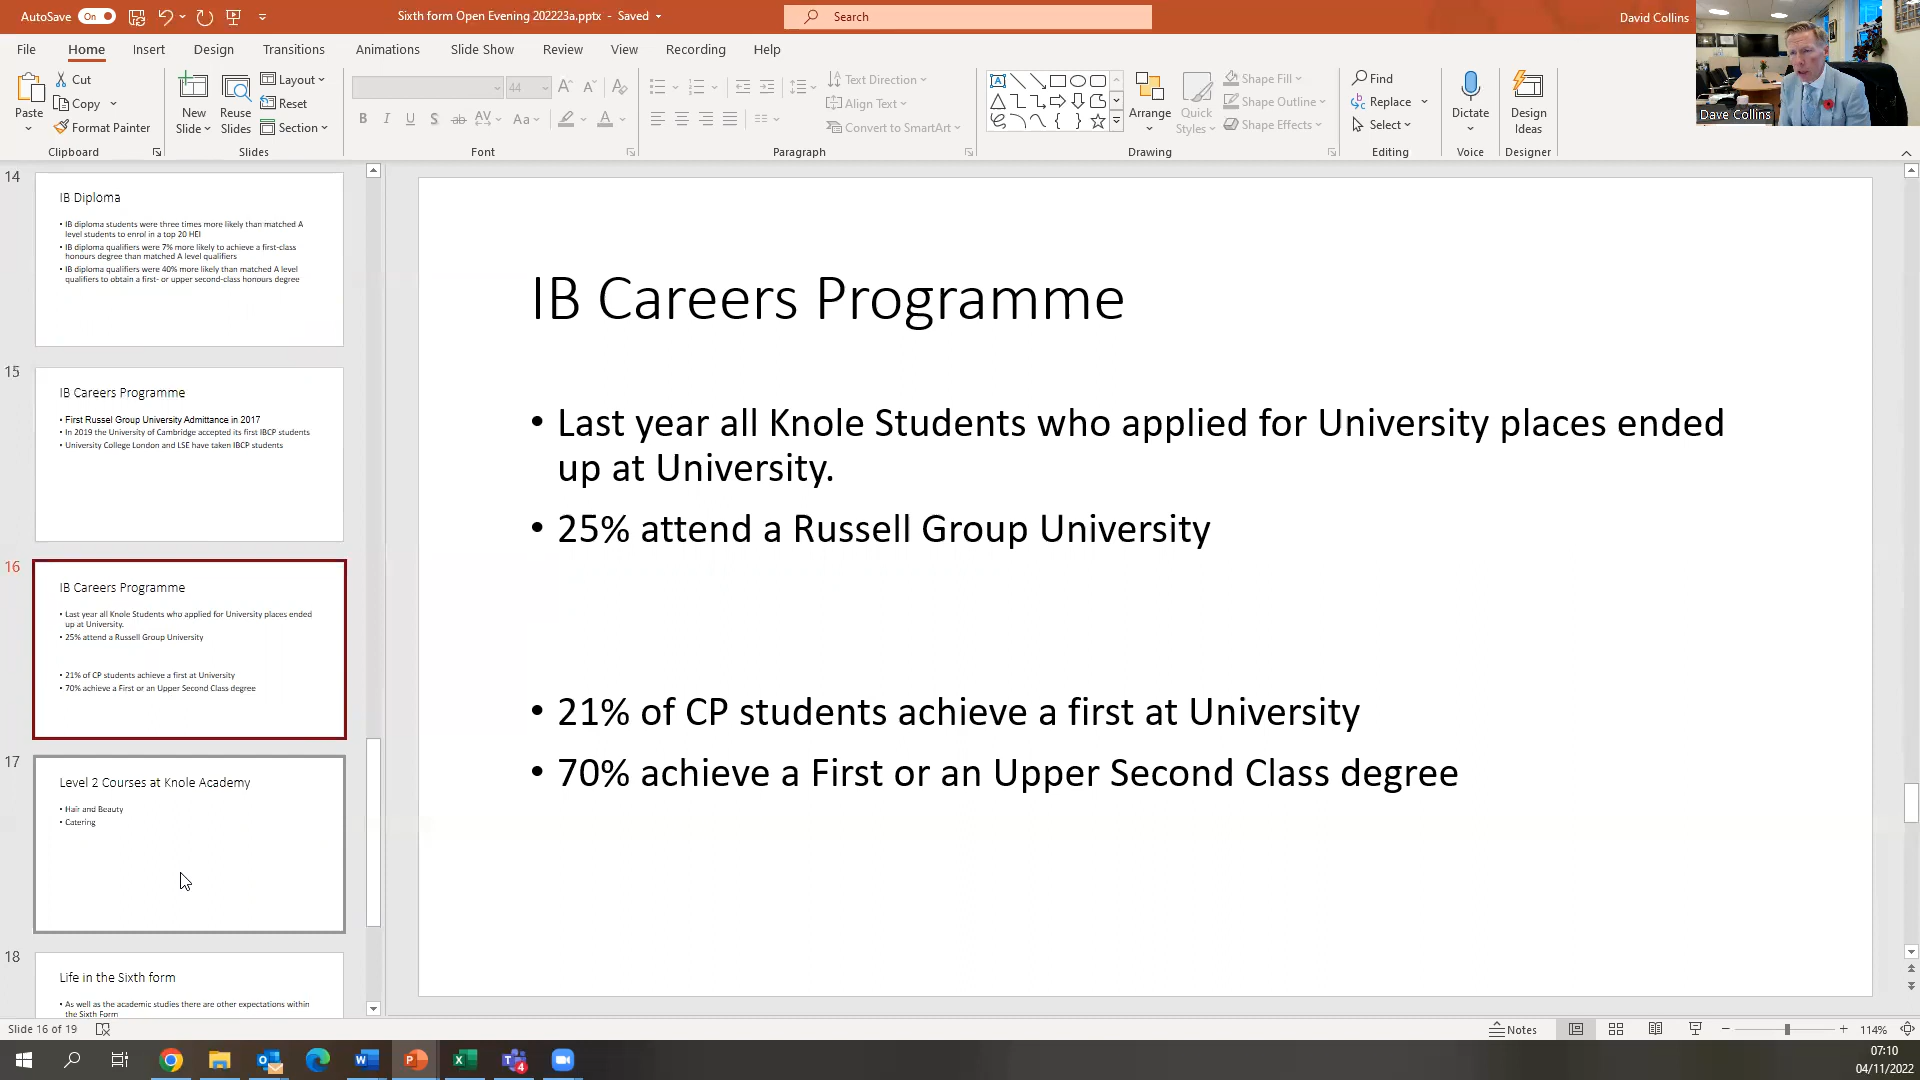 AutoSave On
Sixth form Open Evening 202223a.pptx - Saved
Search
David Collins
File Home Insert Design Transitions Animations Slide Show Review View Recording Help
Paste
Cut
Copy
Format Painter
Clipboard
New Slide
Reuse Slides
Layout
Reset
Section
Slides
44
B I U S ab AV Aa A
Font
Text Direction
Align Text
Convert to SmartArt
Paragraph
Arrange
Quick Styles
Shape Fill
Shape Outline
Shape Effects
Drawing
Find
Replace
Select
Editing
Dictate
Voice
Design Ideas
Designer
Dave Collins
14
IB Diploma
• IB diploma students were three times more likely than matched A
level students to enrol in a top 20 HEI
• IB diploma qualifiers were 7% more likely to achieve a first-class
honours degree than matched A level qualifiers
• IB diploma qualifiers were 40% more likely than matched A level
qualifiers to obtain a first- or upper second-class honours degree
15
IB Careers Programme
• First Russel Group University Admittance in 2017
• In 2019 the University of Cambridge accepted its first IBCP students
• University College London and LSE have taken IBCP students
16
IB Careers Programme
• Last year all Knole Students who applied for University places ended
up at University.
• 25% attend a Russell Group University
• 21% of CP students achieve a first at University
• 70% achieve a First or an Upper Second Class degree
17
Level 2 Courses at Knole Academy
• Hair and Beauty
• Catering
18
Life in the Sixth form
• As well as the academic studies there are other expectations within
the Sixth Form
IB Careers Programme
• Last year all Knole Students who applied for University places ended
up at University.
• 25% attend a Russell Group University
• 21% of CP students achieve a first at University
• 70% achieve a First or an Upper Second Class degree
Slide 16 of 19
Notes
114%
4
07:10
04/11/2022